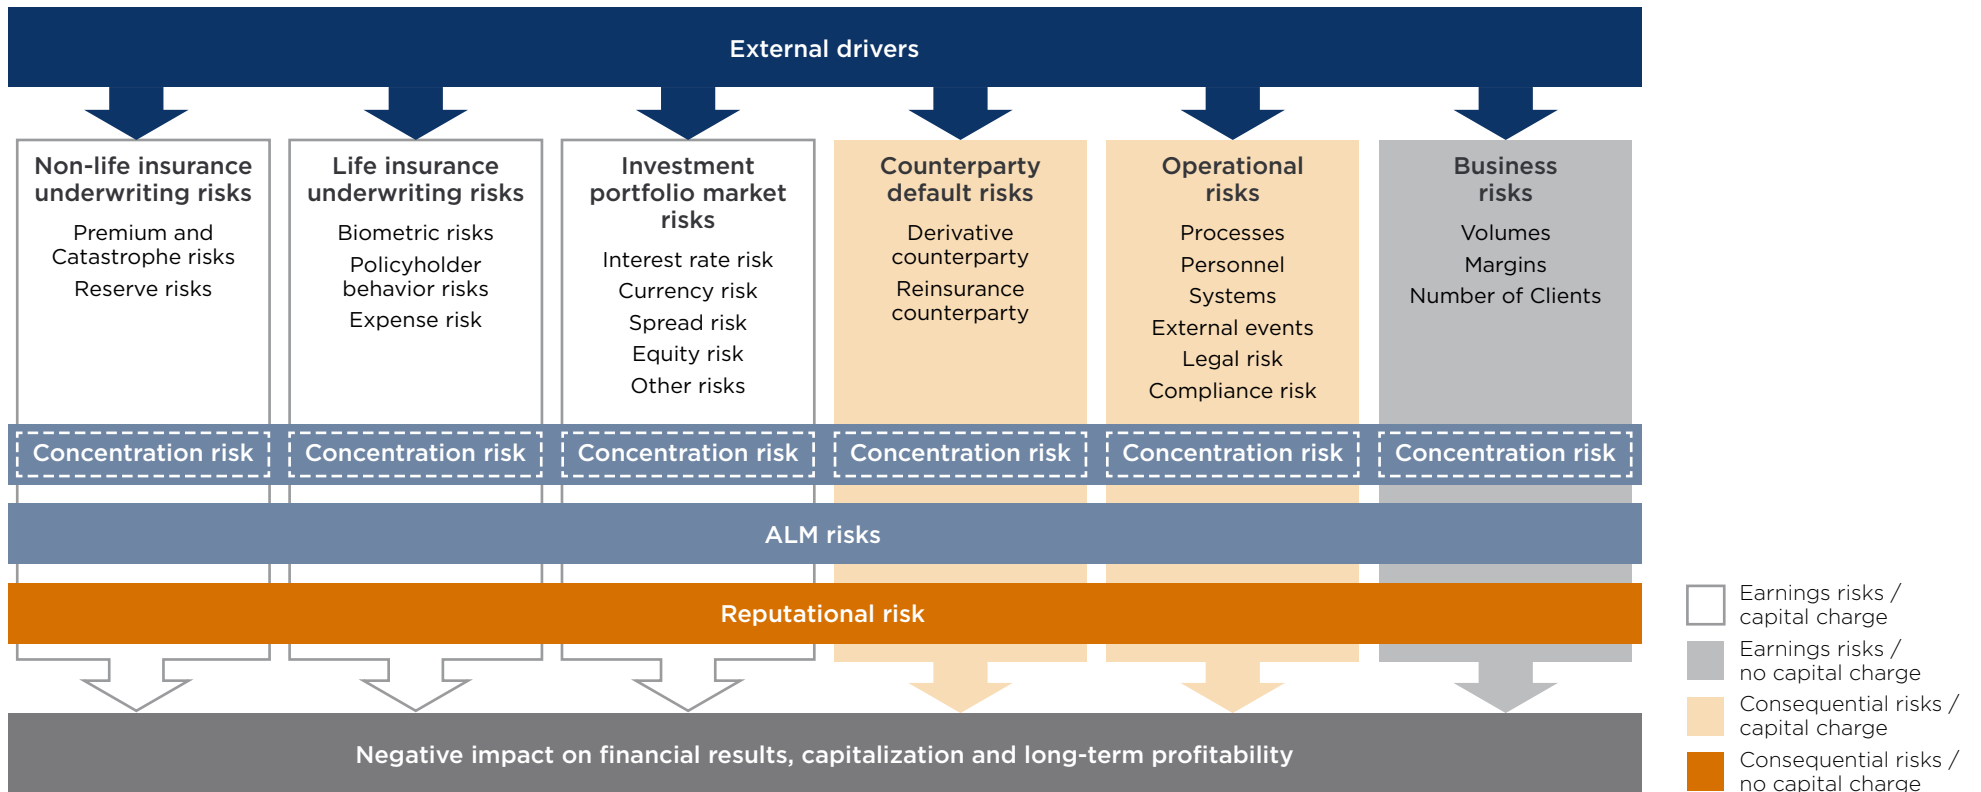 External drivers
Non-life insurance
underwriting risks
Premium and
Catastrophe risks
Reserve risks
Life insurance
underwriting risks
Biometric risks
Policyholder
behavior risks
Expense risk
Investment
portfolio market
risks
Interest rate risk
Currency risk
Spread risk
Equity risk
Other risks
Counterparty
default risks
Derivative
counterparty
Reinsurance
counterparty
Operational
risks
Processes
Personnel
Systems
External events
Legal risk
Compliance risk
Business
risks
Volumes
Margins
Number of Clients
Concentration risk
Concentration risk
Concentration risk
Concentration risk
Concentration risk
Concentration risk
ALM risks
Reputational risk
Negative impact on financial results, capitalization and long-term profitability
Earnings risks /
capital charge
Earnings risks /
no capital charge
Consequential risks /
capital charge
Consequential risks /
no capital charge